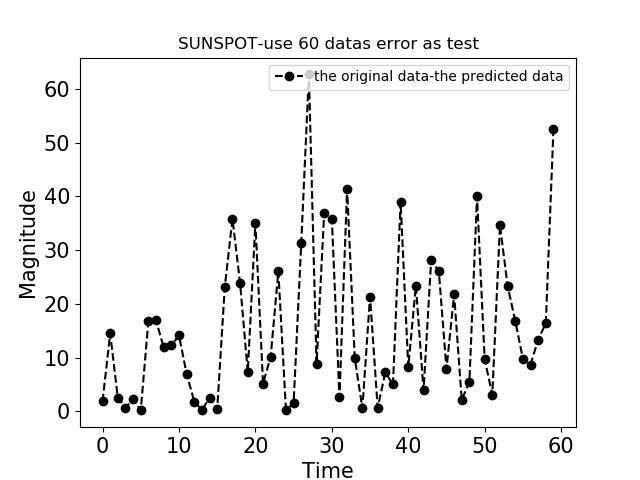 SUNSPOT-use 60 datas error as test
the original data-the predicted data
60
50
40
30
20
10
0
Magnitude
0 10 20 30 40 50 60
Time